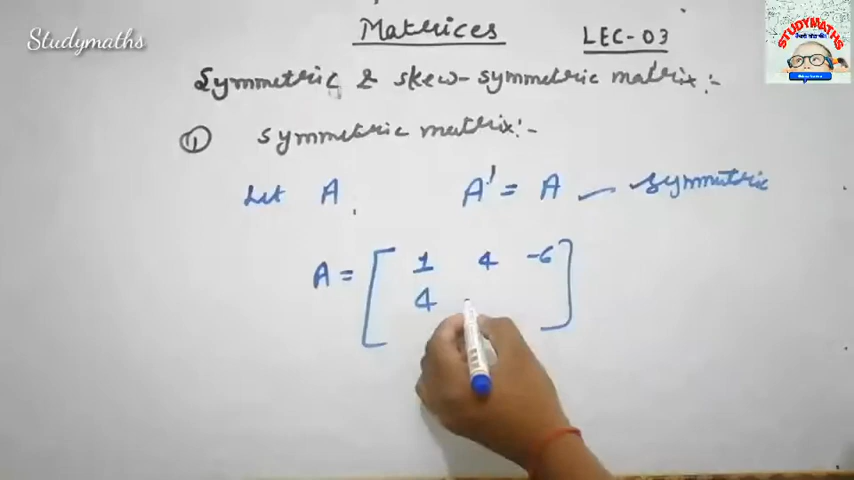 Studymaths
Matrices
LEC-03
STUDYMATHS
Symmetric & skew-symmetric matrix:-
① symmetric matrix:-
Let A. A' = A symmetric
A = [ 1 4 -6
4 ]